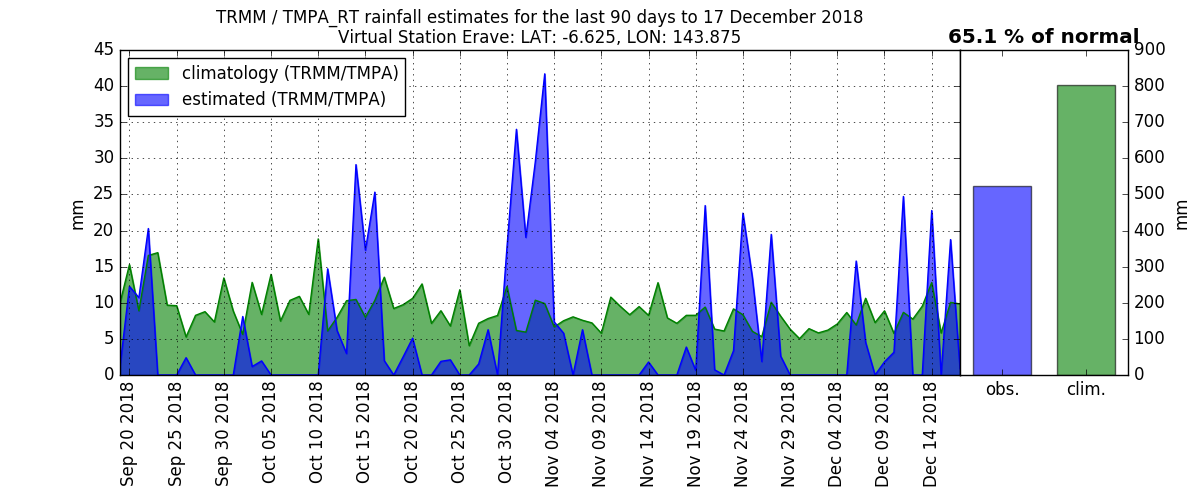 TRMM / TMPA_RT rainfall estimates for the last 90 days to 17 December 2018
Virtual Station Erave: LAT: -6.625, LON: 143.875
65.1 % of normal
climatology (TRMM/TMPA)
estimated (TRMM/TMPA)
45
40
35
30
25
20
15
10
5
0
mm
Sep 20 2018
Sep 25 2018
Sep 30 2018
Oct 05 2018
Oct 10 2018
Oct 15 2018
Oct 20 2018
Oct 25 2018
Oct 30 2018
Nov 04 2018
Nov 09 2018
Nov 14 2018
Nov 19 2018
Nov 24 2018
Nov 29 2018
Dec 04 2018
Dec 09 2018
Dec 14 2018
obs.
clim.
900
800
700
600
500
400
300
200
100
0
mm